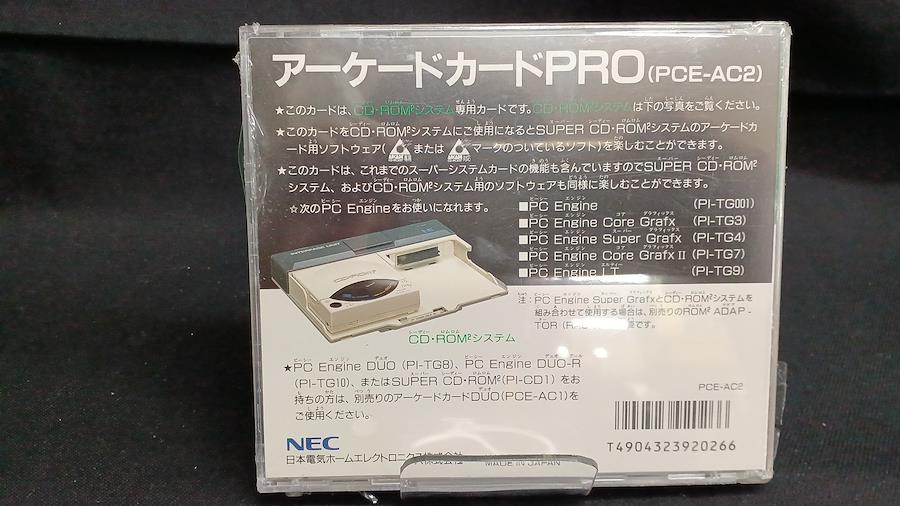 アーケードカードPRO(PCE-AC2)
★このカードは、CD・ROM²システム専用カードです。CD・ROM²システムは下の写真をご覧ください。
★このカードをCD・ROM²システムにご使用になるとSUPER CD・ROM²システムのアーケードカ
ード用ソフトウェア( または マークのついているソフト)を楽しむことができます。
★このカードは、これまでのスーパーシステムカードの機能も含んでいますのでSUPER CD・ROM²
システム、およびCD・ROM²システム用のソフトウェアも同様に楽しむことができます。
☆次のPC Engineをお使いになれます。
■PC Engine (PI-TG001)
■PC Engine Core Grafx (PI-TG3)
■PC Engine Super Grafx (PI-TG4)
■PC Engine Core GrafxⅡ (PI-TG7)
■PC Engine LT (PI-TG9)
注:PC Engine Super GrafxとCD・ROM²システムを
組み合わせて使用する場合は、別売りのROM² ADAP-
TOR 要です。
CD・ROM²システム
★PC Engine DUO (PI-TG8)、PC Engine DUO-R
(PI-TG10)、またはSUPER CD・ROM²(PI-CD1)をお
持ちの方は、別売りのアーケードカードDUO(PCE-AC1)を
ご使用ください。
PCE-AC2
T4904323920266
NEC
日本電気ホームエレクトロニクス株式会社 MADE IN JAPAN